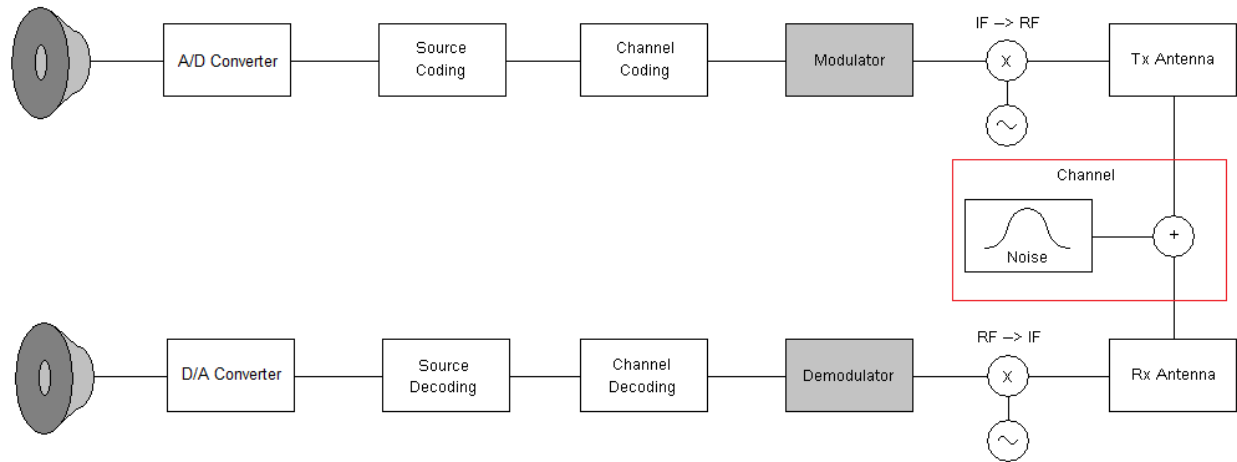 IF –> RF
A/D Converter
Source
Coding
Channel
Coding
Modulator
X
Tx Antenna
Channel
Noise
+
RF –> IF
D/A Converter
Source
Decoding
Channel
Decoding
Demodulator
X
Rx Antenna